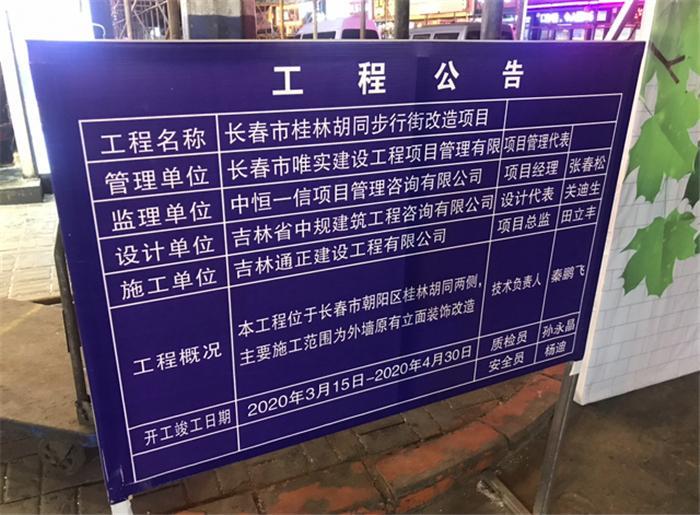 工程公告
工程名称 长春市桂林胡同步行街改造项目
管理单位 长春市唯实建设工程项目管理有限 项目管理代表
监理单位 中恒一信项目管理咨询有限公司 项目经理 张春松
设计单位 吉林省中规建筑工程咨询有限公司 设计代表 关迪生
施工单位 吉林通正建设工程有限公司 项目总监 田立丰
工程概况 本工程位于长春市朝阳区桂林胡同两侧， 技术负责人 秦鹏飞
主要施工范围为外墙原有立面装饰改造
开工竣工日期 2020年3月15日-2020年4月30日 质检员 孙永晶
安全员 杨迪